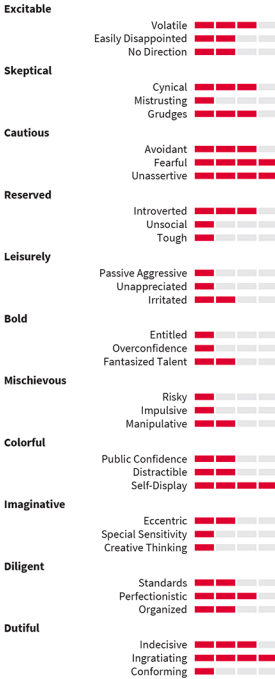 Excitable
Volatile
Easily Disappointed
No Direction
Skeptical
Cynical
Mistrusting
Grudges
Cautious
Avoidant
Fearful
Unassertive
Reserved
Introverted
Unsocial
Tough
Leisurely
Passive Aggressive
Unappreciated
Irritated
Bold
Entitled
Overconfidence
Fantasized Talent
Mischievous
Risky
Impulsive
Manipulative
Colorful
Public Confidence
Distractible
Self-Display
Imaginative
Eccentric
Special Sensitivity
Creative Thinking
Diligent
Standards
Perfectionistic
Organized
Dutiful
Indecisive
Ingratiating
Conforming